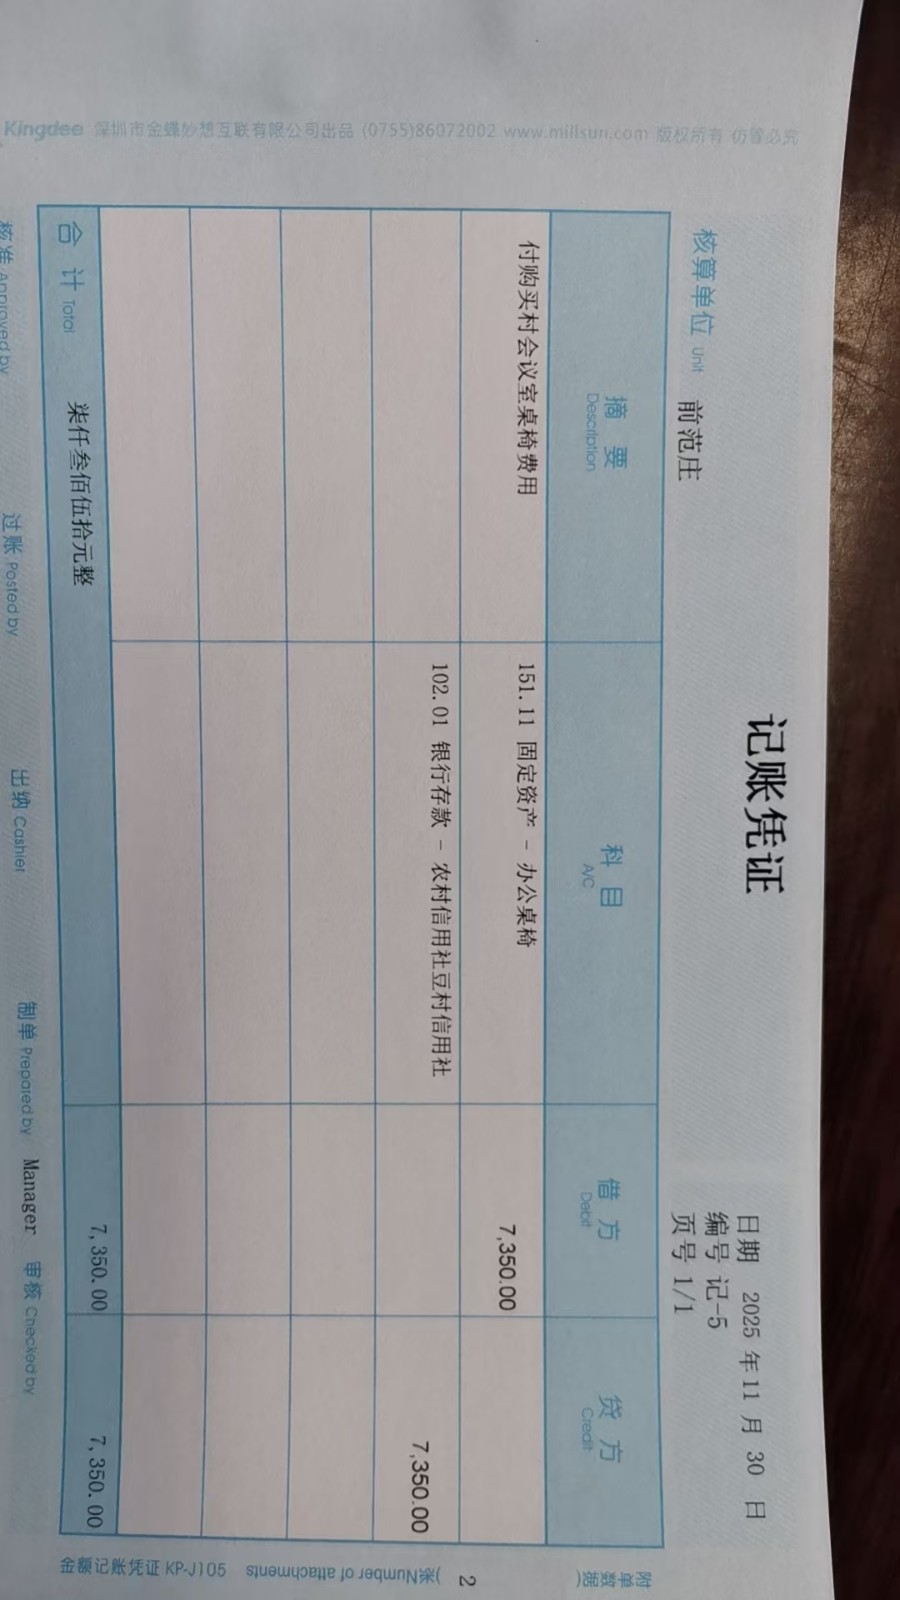 记账凭证
日期 2025 年 11 月 30 日
编号 记-5
核算单位 Unit 前范庄
页号 1/1
摘 要 Description 科 目 A/C 借 方 Debit 贷 方 Credit
付购买村会议室桌椅费用 151.11 固定资产 - 办公桌椅 7,350.00
102.01 银行存款 - 农村信用社豆村信用社 7,350.00
合 计 Total 柒仟叁佰伍拾元整 7,350.00 7,350.00
核准 Approved by 过账 Posted by 出纳 Cashier 制单 Prepared by Manager 审核 Checked by
附单据数( 2 )张 Number of attachments 金额记账凭证 KP-J105
Kingdee 深圳市金蝶妙想互联有限公司出品 (0755)86072002 www.millsun.com 版权所有 仿冒必究